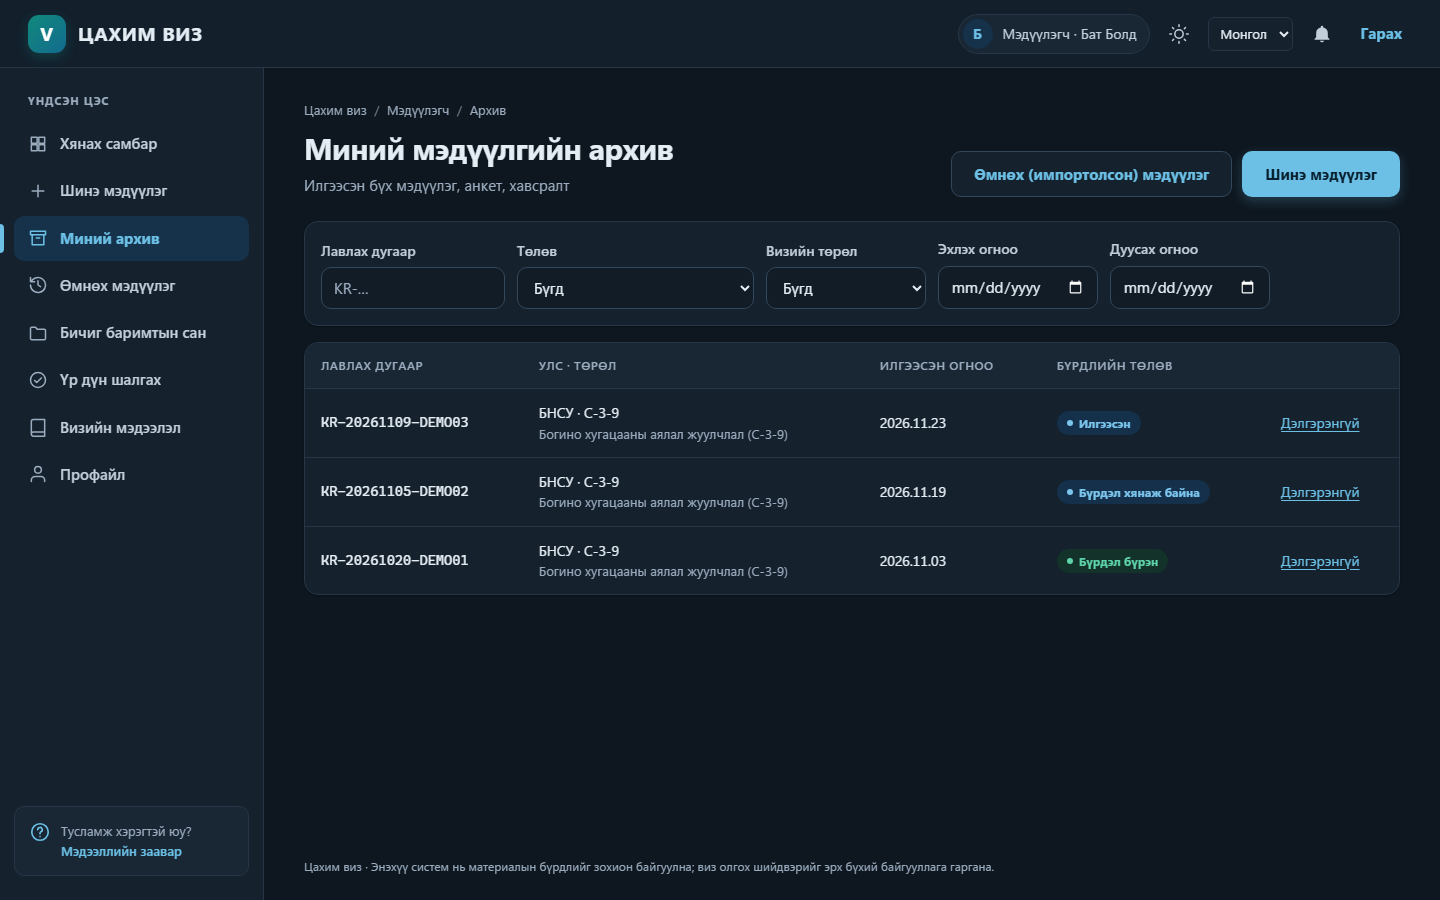 V ЦАХИМ ВИЗ
Б Мэдүүлэгч · Бат Болд
Монгол
Гарах
ҮНДСЭН ЦЭС
Хянах самбар
Шинэ мэдүүлэг
Миний архив
Өмнөх мэдүүлэг
Бичиг баримтын сан
Үр дүн шалгах
Визийн мэдээлэл
Профайл
Тусламж хэрэгтэй юу?
Мэдээллийн заавар
Цахим виз / Мэдүүлэгч / Архив
Миний мэдүүлгийн архив
Илгээсэн бүх мэдүүлэг, анкет, хавсралт
Өмнөх (импортолсон) мэдүүлэг
Шинэ мэдүүлэг
Лавлах дугаар
KR-...
Төлөв
Бүгд
Визийн төрөл
Бүгд
Эхлэх огноо
mm/dd/yyyy
Дуусах огноо
mm/dd/yyyy
ЛАВЛАХ ДУГААР УЛС · ТӨРӨЛ ИЛГЭЭСЭН ОГНОО БҮРДЛИЙН ТӨЛӨВ
KR-20261109-DEMO03
БНСУ · C-3-9
Богино хугацааны аялал жуулчлал (C-3-9)
2026.11.23
Илгээсэн
Дэлгэрэнгүй
KR-20261105-DEMO02
БНСУ · C-3-9
Богино хугацааны аялал жуулчлал (C-3-9)
2026.11.19
Бүрдэл хянаж байна
Дэлгэрэнгүй
KR-20261020-DEMO01
БНСУ · C-3-9
Богино хугацааны аялал жуулчлал (C-3-9)
2026.11.03
Бүрдэл бүрэн
Дэлгэрэнгүй
Цахим виз · Энэхүү систем нь материалын бүрдлийг зохион байгуулна; виз олгох шийдвэрийг эрх бүхий байгууллага гаргана.